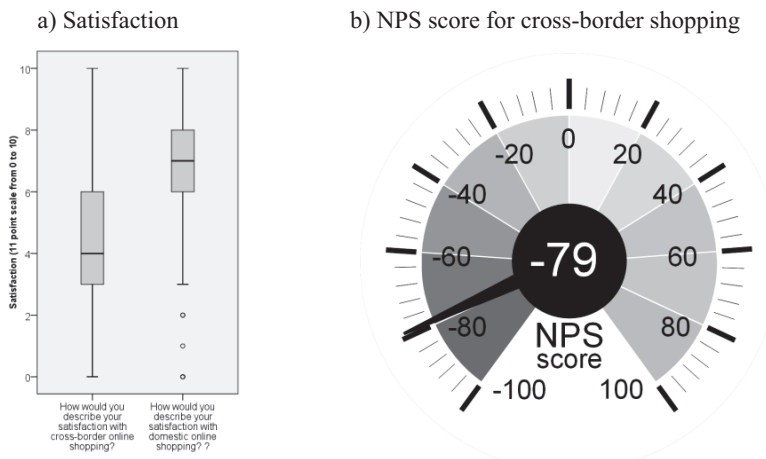 a) Satisfaction
b) NPS score for cross-border shopping
Satisfaction (11 point scale from 0 to 10)
10
8
6
4
2
0
How would you
describe your
satisfaction with
cross-border online
shopping?
How would you
describe your
satisfaction with
domestic online
shopping? ?
0
-20
20
-40
40
-60
60
-79
-80
80
NPS
score
-100
100